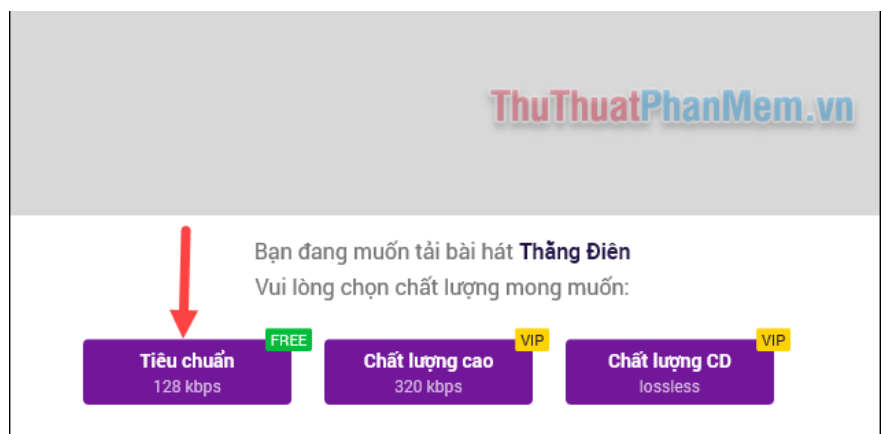 ThuThuatPhanMem.vn
Bạn đang muốn tải bài hát Thằng Điên
Vui lòng chọn chất lượng mong muốn:
FREE
Tiêu chuẩn
128 kbps
VIP
Chất lượng cao
320 kbps
VIP
Chất lượng CD
lossless